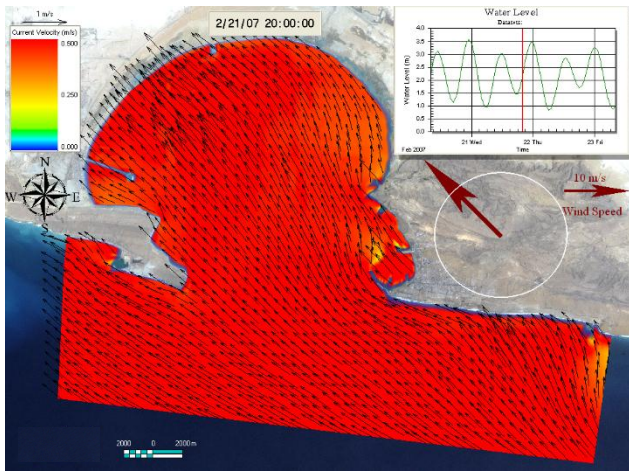 1 m/s
Current Velocity (m/s)
0.500
0.250
0.000
2/21/07 20:00:00
Water Level
Datasets:
Water Level (m)
4.0
3.5
3.0
2.5
2.0
1.5
1.0
0.5
0.0
21 Wed
22 Thu
23 Fri
Feb 2007
Time
N
W
E
S
10 m/s
Wind Speed
2000 0 2000 m